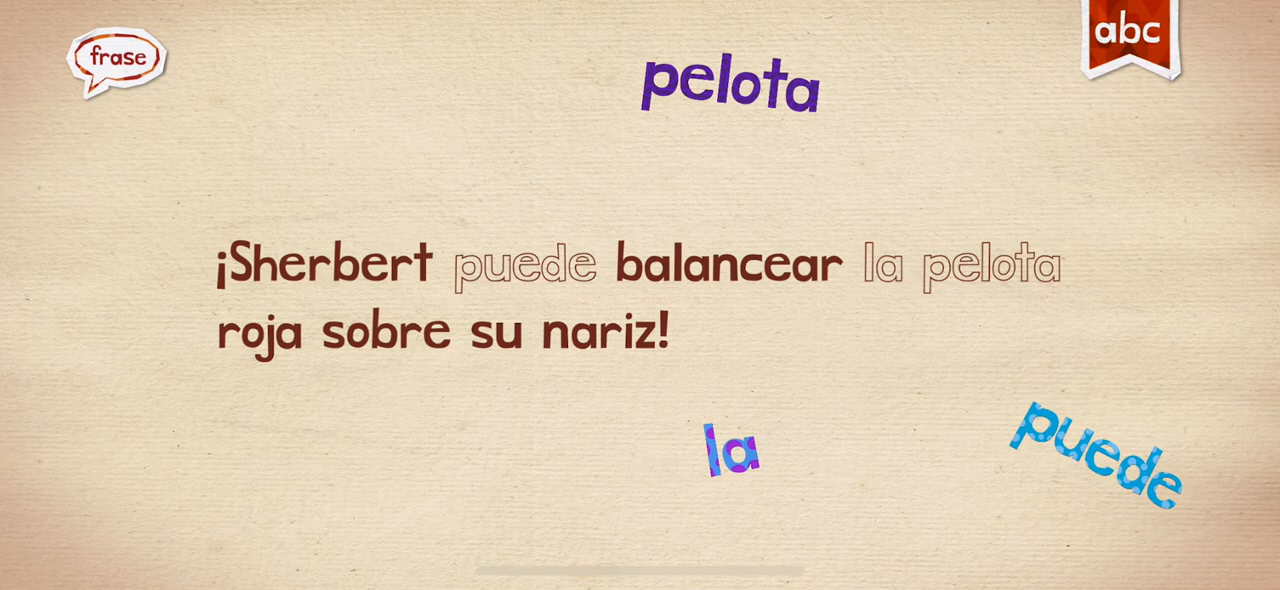 frase
abc
pelota
¡Sherbert puede balancear la pelota
roja sobre su nariz!
la
puede